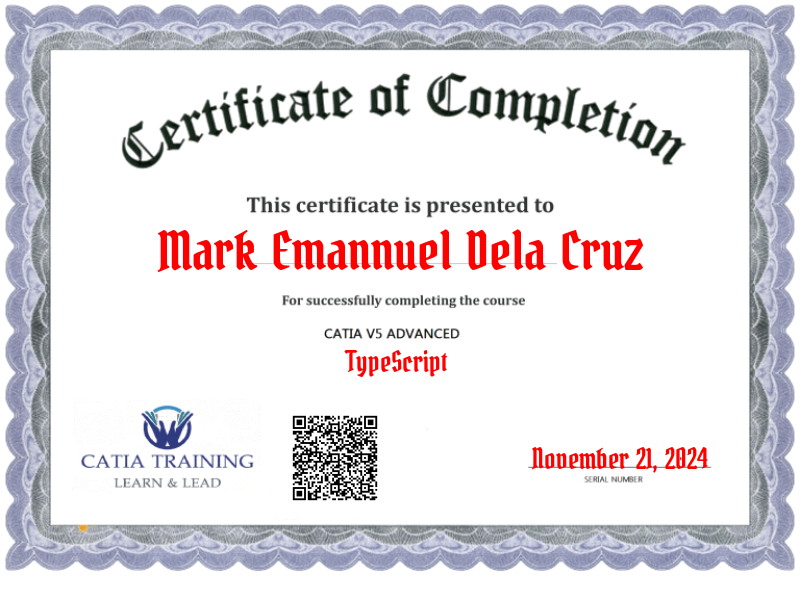 Certificate of Completion
This certificate is presented to
Mark Emannuel Dela Cruz
For successfully completing the course
CATIA V5 ADVANCED
TypeScript
CATIA TRAINING
LEARN & LEAD
November 21, 2024
SERIAL NUMBER